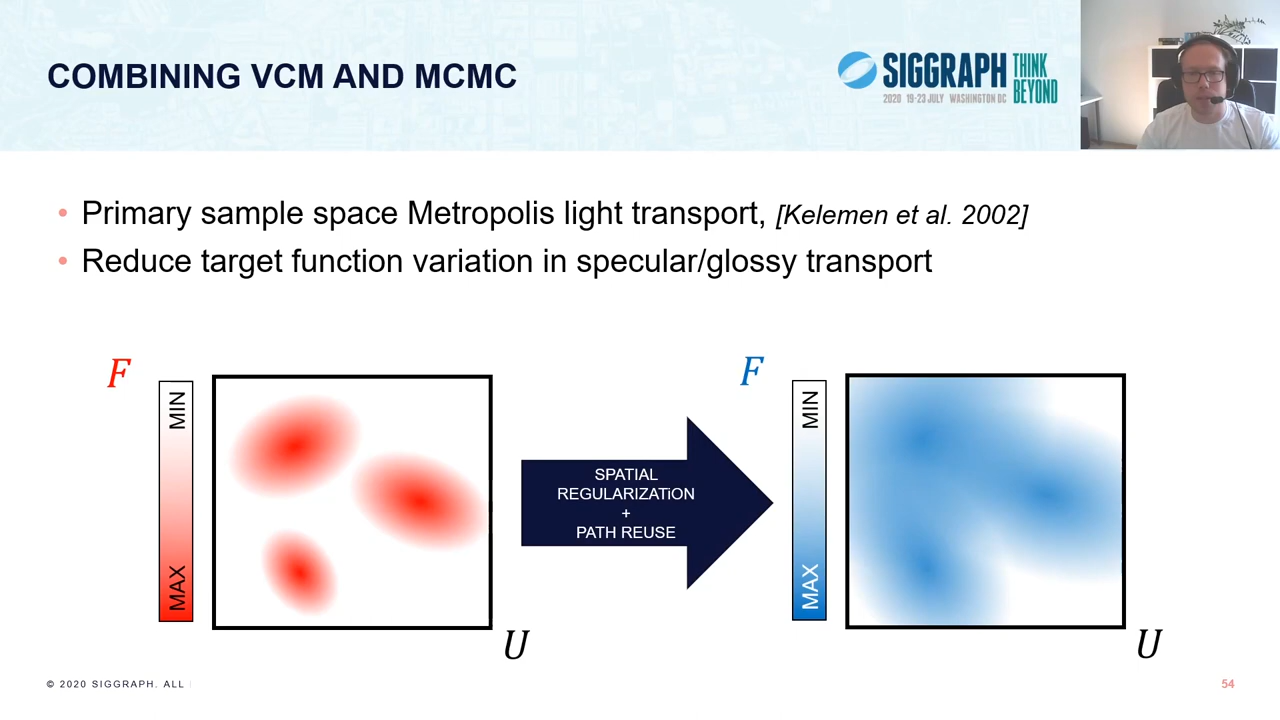 COMBINING VCM AND MCMC
SIGGRAPH
THINK
BEYOND
2020 19-23 JULY WASHINGTON DC
• Primary sample space Metropolis light transport, [Kelemen et al. 2002]
• Reduce target function variation in specular/glossy transport
F
MIN
MAX
U
SPATIAL
REGULARIZATiON
+
PATH REUSE
F
MIN
MAX
U
© 2020 SIGGRAPH. ALL
54